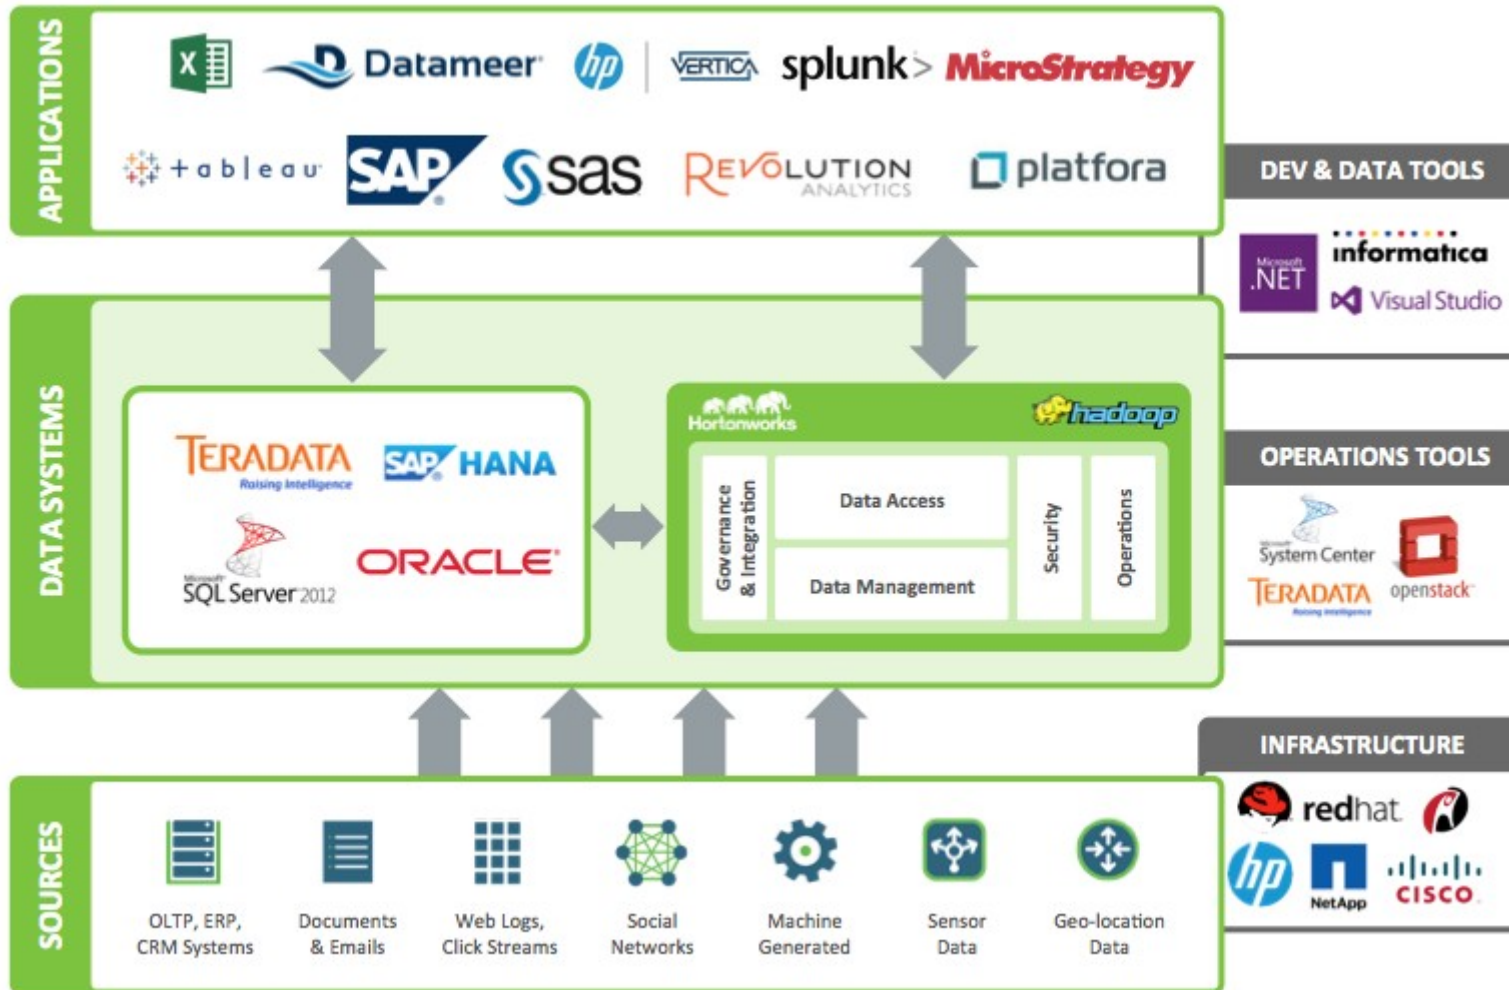 APPLICATIONS
X
Datameer
hp
VERTICA
splunk>
MicroStrategy
+ a b l e a u
SAP
sas
REVOLUTION
ANALYTICS
platfora
DEV & DATA TOOLS
Microsoft
.NET
informatica
Visual Studio
DATA SYSTEMS
TERADATA
Raising Intelligence
SAP HANA
Microsoft
SQL Server 2012
ORACLE
Hortonworks
hadoop
Governance
& Integration
Data Access
Data Management
Security
Operations
OPERATIONS TOOLS
Microsoft
System Center
TERADATA
Raising Intelligence
openstack
INFRASTRUCTURE
redhat.
hp
NetApp
CISCO
SOURCES
OLTP, ERP,
CRM Systems
Documents
& Emails
Web Logs,
Click Streams
Social
Networks
Machine
Generated
Sensor
Data
Geo-location
Data